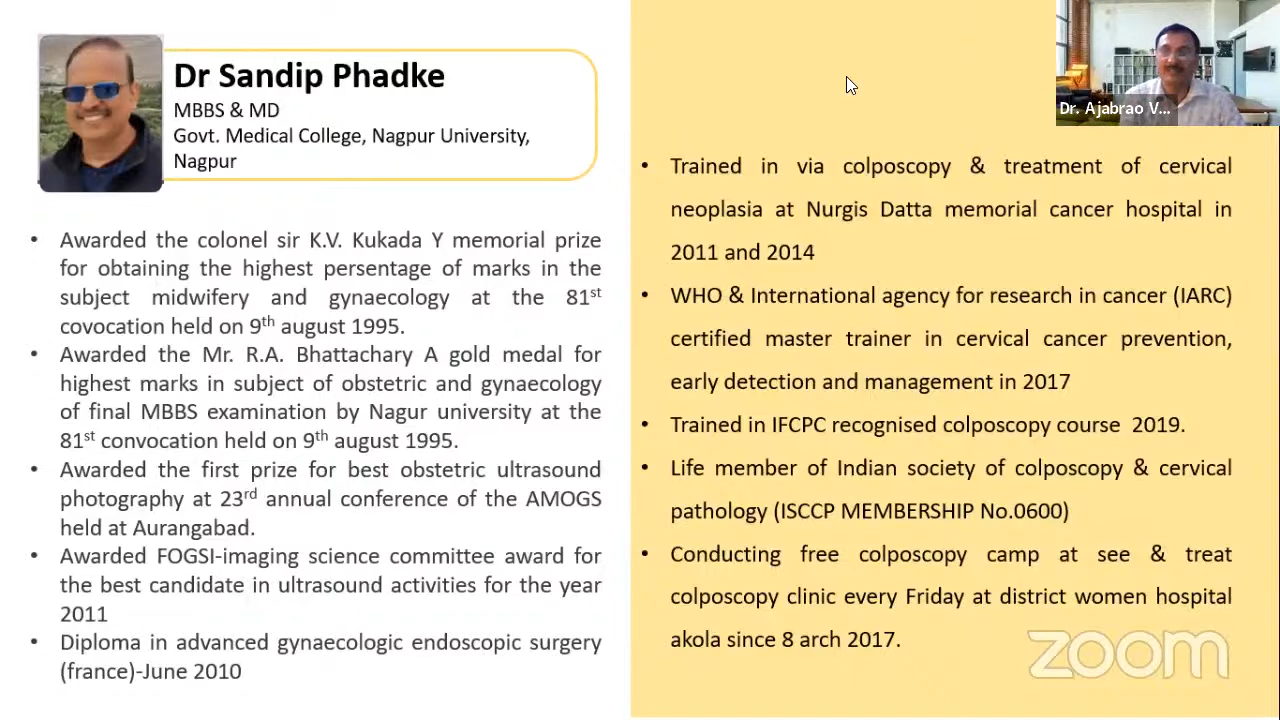 Dr Sandip Phadke
MBBS & MD
Govt. Medical College, Nagpur University,
Nagpur
• Awarded the colonel sir K.V. Kukada Y memorial prize
for obtaining the highest persentage of marks in the
subject midwifery and gynaecology at the 81st
covocation held on 9th august 1995.
• Awarded the Mr. R.A. Bhattachary A gold medal for
highest marks in subject of obstetric and gynaecology
of final MBBS examination by Nagur university at the
81st convocation held on 9th august 1995.
• Awarded the first prize for best obstetric ultrasound
photography at 23rd annual conference of the AMOGS
held at Aurangabad.
• Awarded FOGSI-imaging science committee award for
the best candidate in ultrasound activities for the year
2011
• Diploma in advanced gynaecologic endoscopic surgery
(france)-June 2010
Dr. Ajabrao V...
• Trained in via colposcopy & treatment of cervical
neoplasia at Nurgis Datta memorial cancer hospital in
2011 and 2014
• WHO & International agency for research in cancer (IARC)
certified master trainer in cervical cancer prevention,
early detection and management in 2017
• Trained in IFCPC recognised colposcopy course 2019.
• Life member of Indian society of colposcopy & cervical
pathology (ISCCP MEMBERSHIP No.0600)
• Conducting free colposcopy camp at see & treat
colposcopy clinic every Friday at district women hospital
akola since 8 arch 2017.
zoom